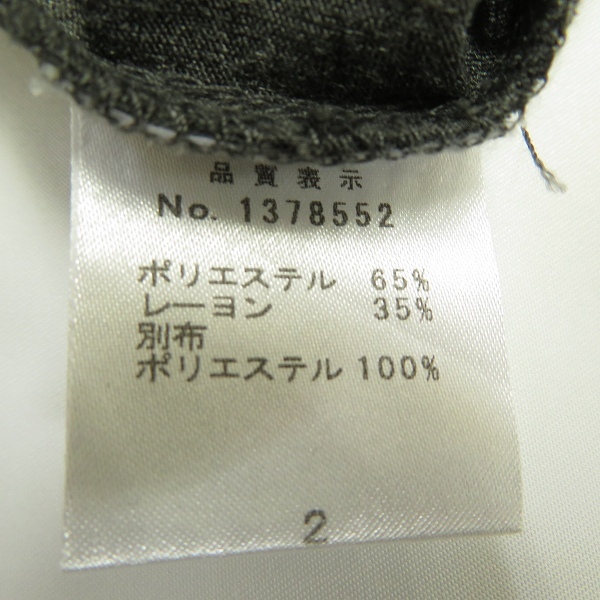 品質表示
No. 1378552
ポリエステル 65%
レーヨン 35%
別布
ポリエステル 100%
2